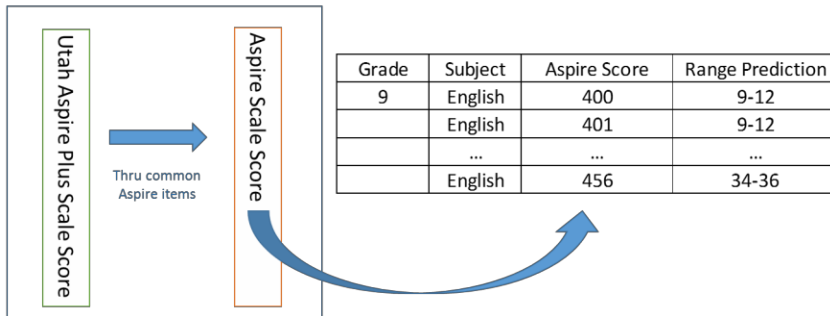 Utah Aspire Plus Scale Score
Thru common
Aspire items
Aspire Scale Score
Grade Subject Aspire Score Range Prediction
9 English 400 9-12
English 401 9-12
... ... ...
English 456 34-36